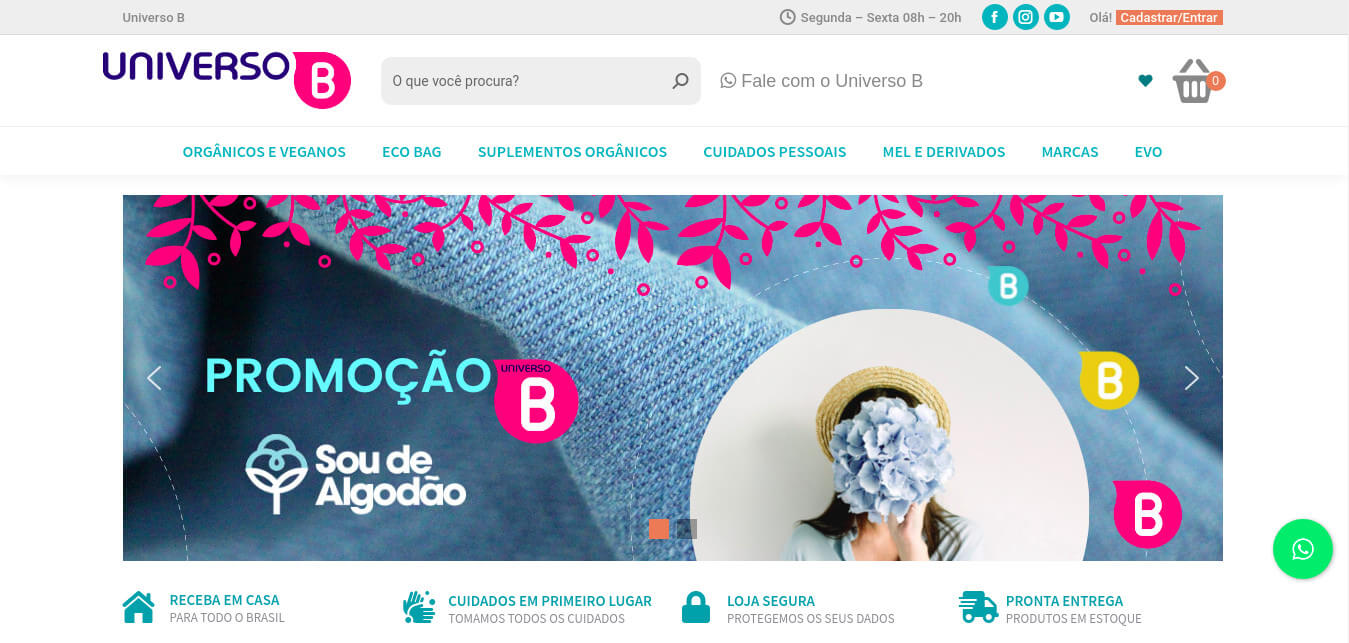 Universo B
Segunda – Sexta 08h – 20h
Olá! Cadastrar/Entrar
UNIVERSO B
O que você procura?
Fale com o Universo B
0
ORGÂNICOS E VEGANOS
ECO BAG
SUPLEMENTOS ORGÂNICOS
CUIDADOS PESSOAIS
MEL E DERIVADOS
MARCAS
EVO
B
PROMOÇÃO
UNIVERSO
B
B
Sou de
Algodão
B
RECEBA EM CASA
PARA TODO O BRASIL
CUIDADOS EM PRIMEIRO LUGAR
TOMAMOS TODOS OS CUIDADOS
LOJA SEGURA
PROTEGEMOS OS SEUS DADOS
PRONTA ENTREGA
PRODUTOS EM ESTOQUE